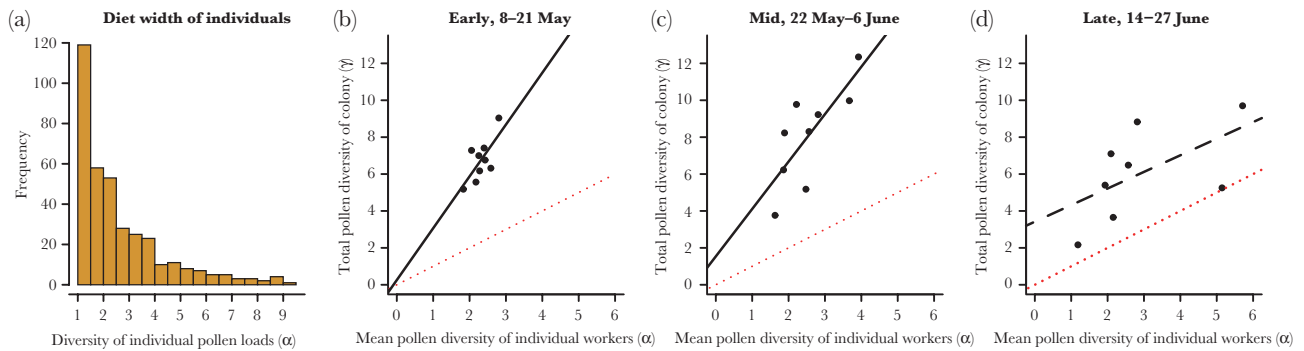 (a)
Diet width of individuals
120
100
80
60
40
20
0
Frequency
1 2 3 4 5 6 7 8 9
Diversity of individual pollen loads (α)
(b)
Early, 8–21 May
12
10
8
6
4
2
0
Total pollen diversity of colony (γ)
0 1 2 3 4 5 6
Mean pollen diversity of individual workers (α)
(c)
Mid, 22 May–6 June
12
10
8
6
4
2
0
Total pollen diversity of colony (γ)
0 1 2 3 4 5 6
Mean pollen diversity of individual workers (α)
(d)
Late, 14–27 June
12
10
8
6
4
2
0
Total pollen diversity of colony (γ)
0 1 2 3 4 5 6
Mean pollen diversity of individual workers (α)